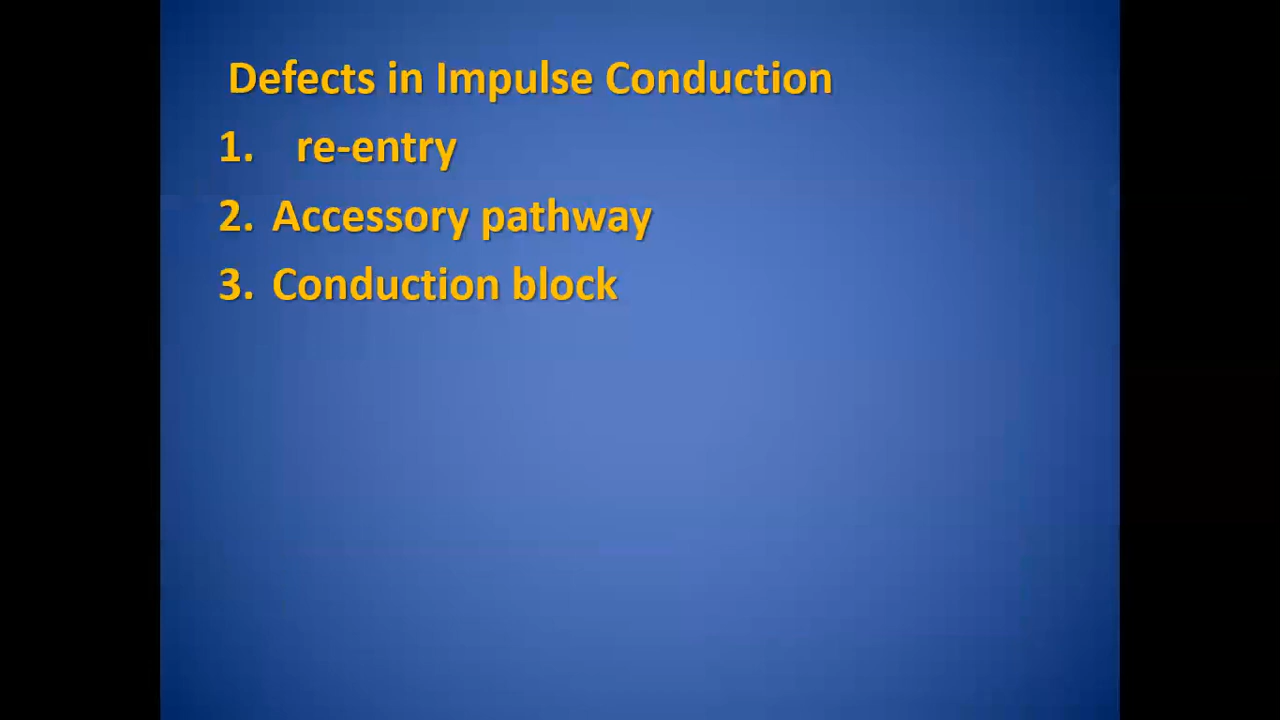 Defects in Impulse Conduction
1. re-entry
2. Accessory pathway
3. Conduction block